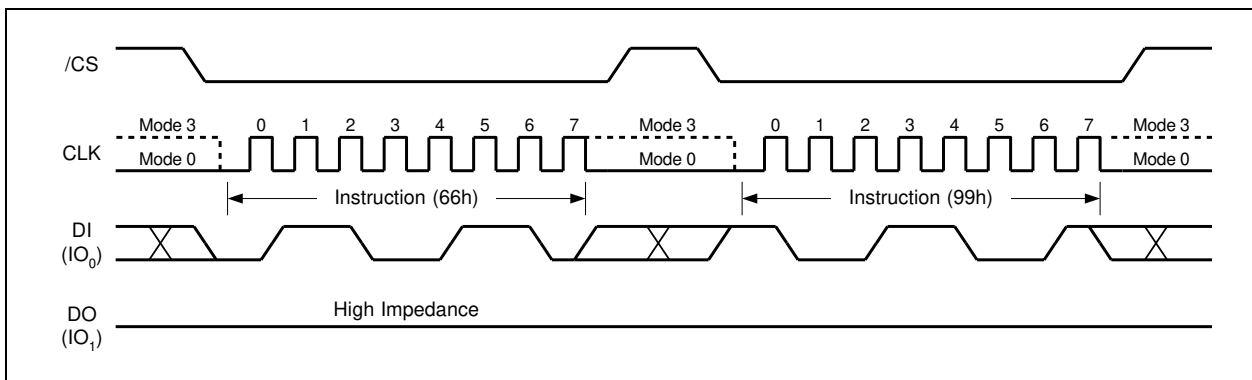 /CS
Mode 3 0 1 2 3 4 5 6 7 Mode 3 0 1 2 3 4 5 6 7 Mode 3
CLK Mode 0 Mode 0 Mode 0
Instruction (66h) Instruction (99h)
DI
(IO0)
High Impedance
DO
(IO1)